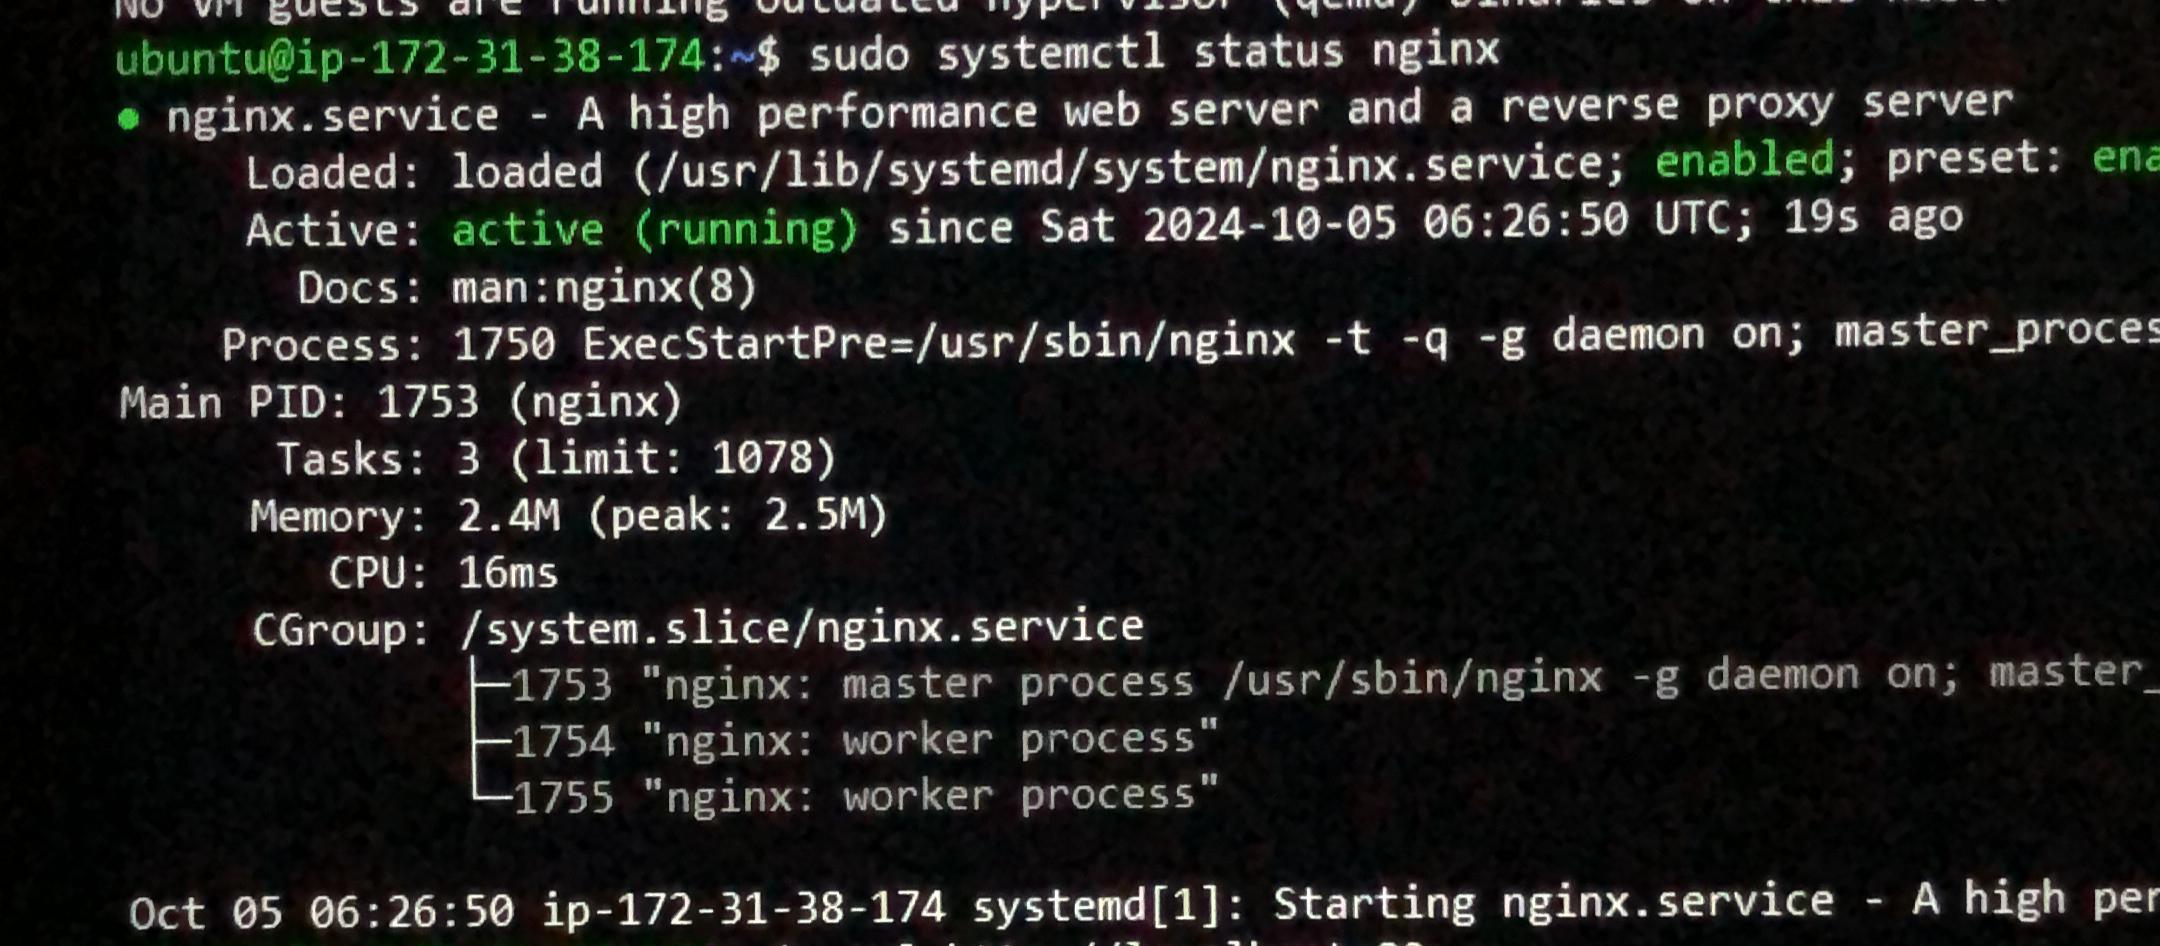 No VM guests are running outdated hypervisor (qemu) binaries on this host.
ubuntu@ip-172-31-38-174:~$ sudo systemctl status nginx
● nginx.service - A high performance web server and a reverse proxy server
Loaded: loaded (/usr/lib/systemd/system/nginx.service; enabled; preset: ena
Active: active (running) since Sat 2024-10-05 06:26:50 UTC; 19s ago
Docs: man:nginx(8)
Process: 1750 ExecStartPre=/usr/sbin/nginx -t -q -g daemon on; master_proces
Main PID: 1753 (nginx)
Tasks: 3 (limit: 1078)
Memory: 2.4M (peak: 2.5M)
CPU: 16ms
CGroup: /system.slice/nginx.service
├─1753 "nginx: master process /usr/sbin/nginx -g daemon on; master_
├─1754 "nginx: worker process"
└─1755 "nginx: worker process"
Oct 05 06:26:50 ip-172-31-38-174 systemd[1]: Starting nginx.service - A high per